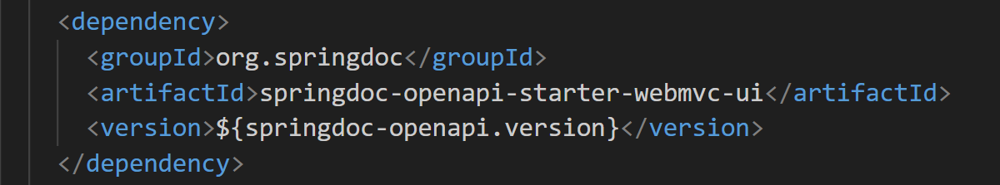 <dependency>
<groupId>org.springdoc</groupId>
<artifactId>springdoc-openapi-starter-webmvc-ui</artifactId>
<version>${springdoc-openapi.version}</version>
</dependency>